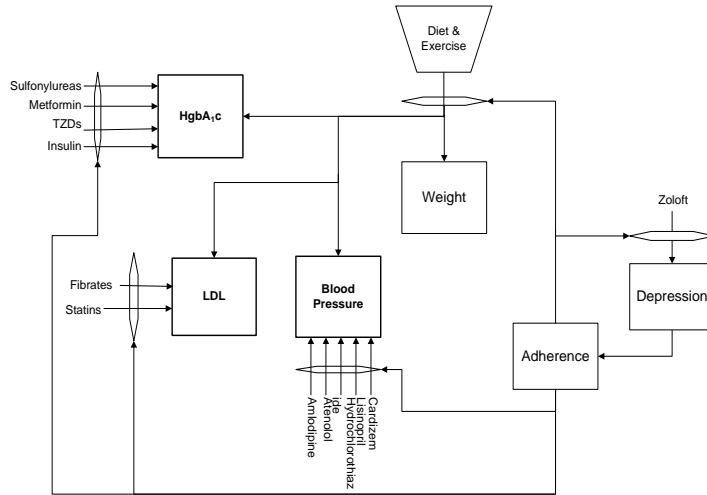 Diet &
Exercise
Sulfonylureas
Metformin
TZDs
Insulin
HgbA₁c
Weight
Zoloft
Fibrates
Statins
LDL
Blood
Pressure
Depression
Adherence
Cardizem
Lisinopril
Hydrochlorothiaz
ide
Atenolol
Amlodipine